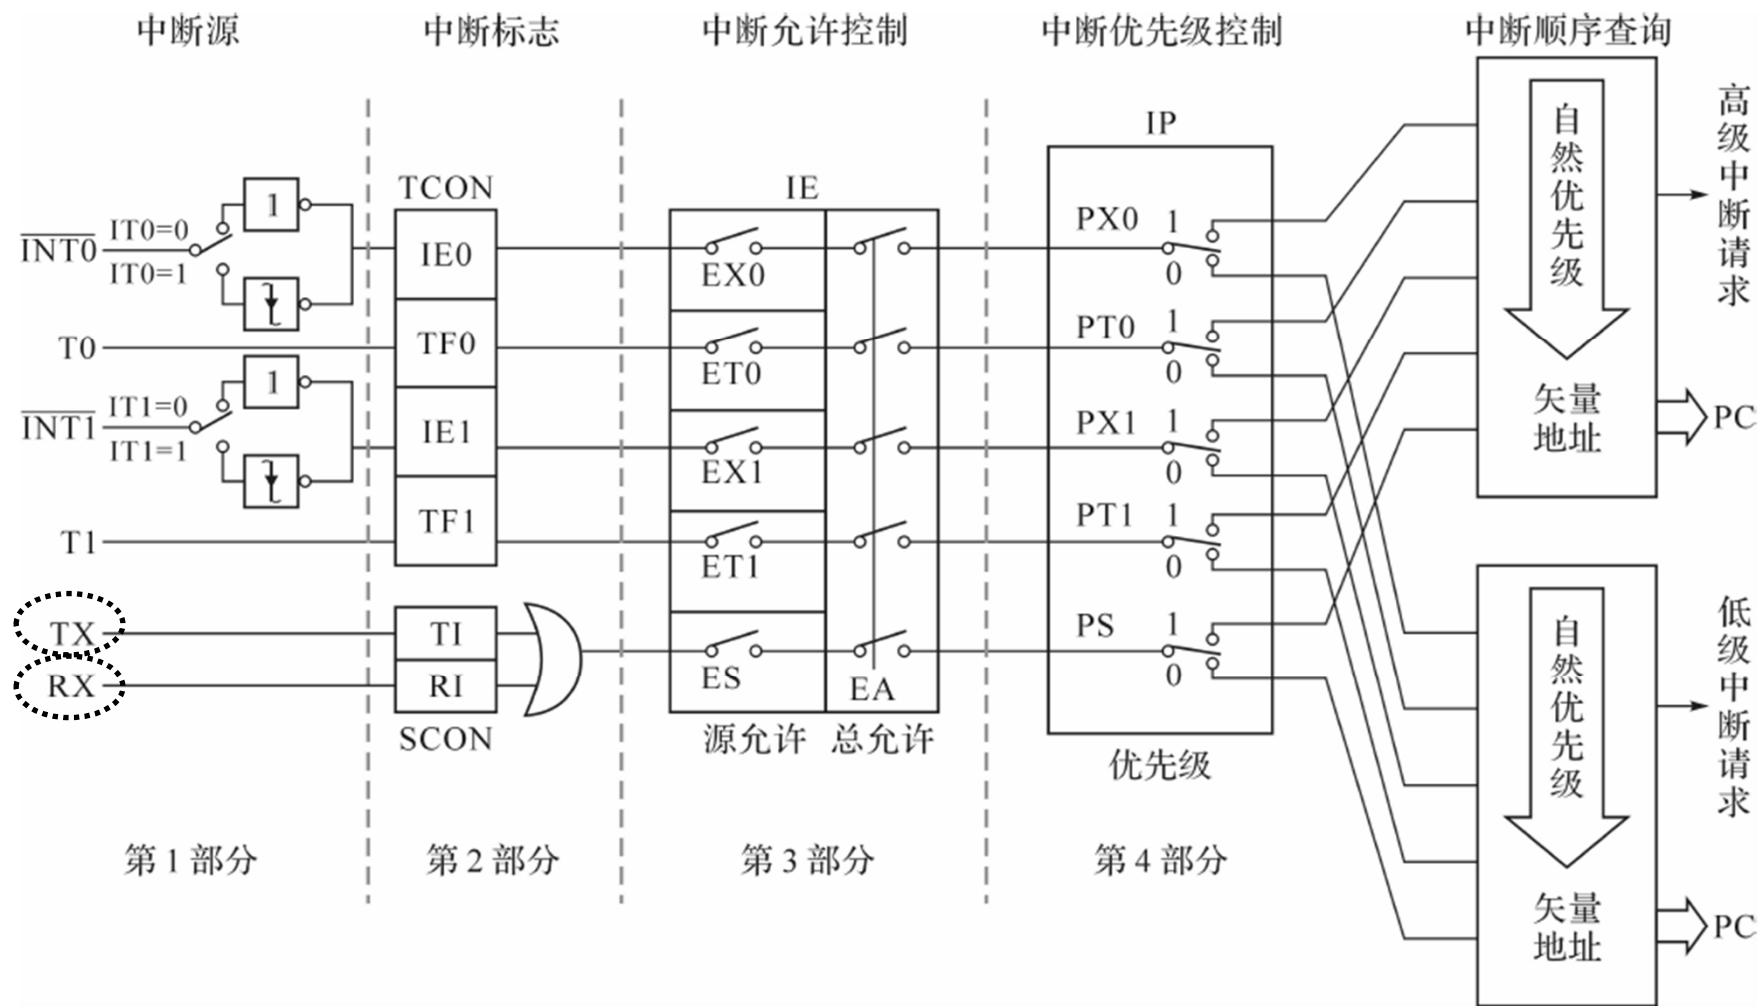 中断源
中断标志
中断允许控制
中断优先级控制
中断顺序查询
INT0
IT0=0
IT0=1
1
T0
INT1
IT1=0
IT1=1
1
T1
TX
RX
TCON
IE0
TF0
IE1
TF1
TI
RI
SCON
IE
EX0
ET0
EX1
ET1
ES
EA
源允许
总允许
IP
PX0
1
0
PT0
1
0
PX1
1
0
PT1
1
0
PS
1
0
优先级
自然优先级
矢量
地址
高级中断请求
PC
自然优先级
矢量
地址
低级中断请求
PC
第1部分
第2部分
第3部分
第4部分